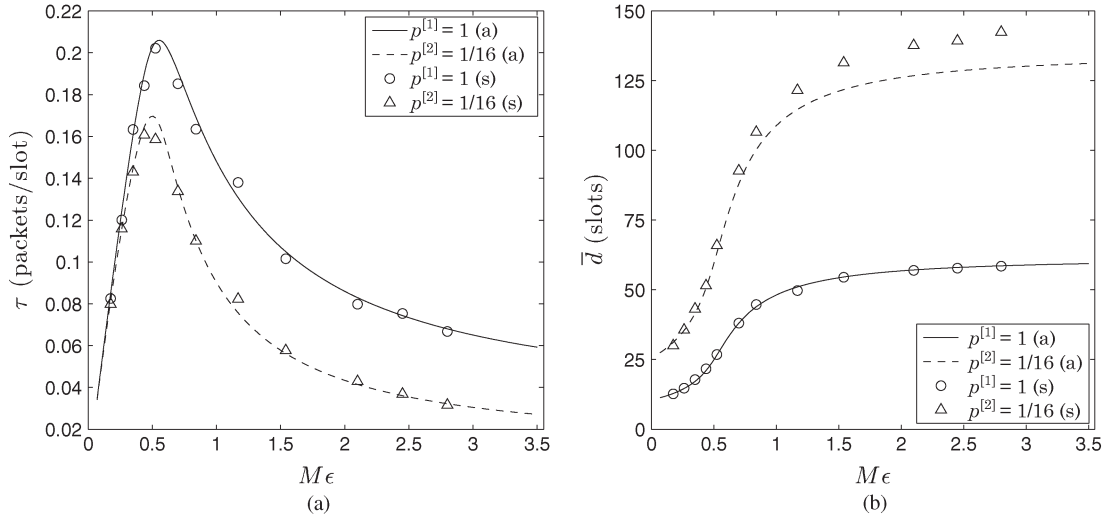 0.22
0.2
0.18
0.16
0.14
0.12
0.1
0.08
0.06
0.04
0.02
τ (packets/slot)
0 0.5 1 1.5 2 2.5 3 3.5
Mϵ
(a)
p^[1] = 1 (a)
p^[2] = 1/16 (a)
p^[1] = 1 (s)
p^[2] = 1/16 (s)
150
125
100
75
50
25
0
d̅ (slots)
0 0.5 1 1.5 2 2.5 3 3.5
Mϵ
(b)
p^[1] = 1 (a)
p^[2] = 1/16 (a)
p^[1] = 1 (s)
p^[2] = 1/16 (s)